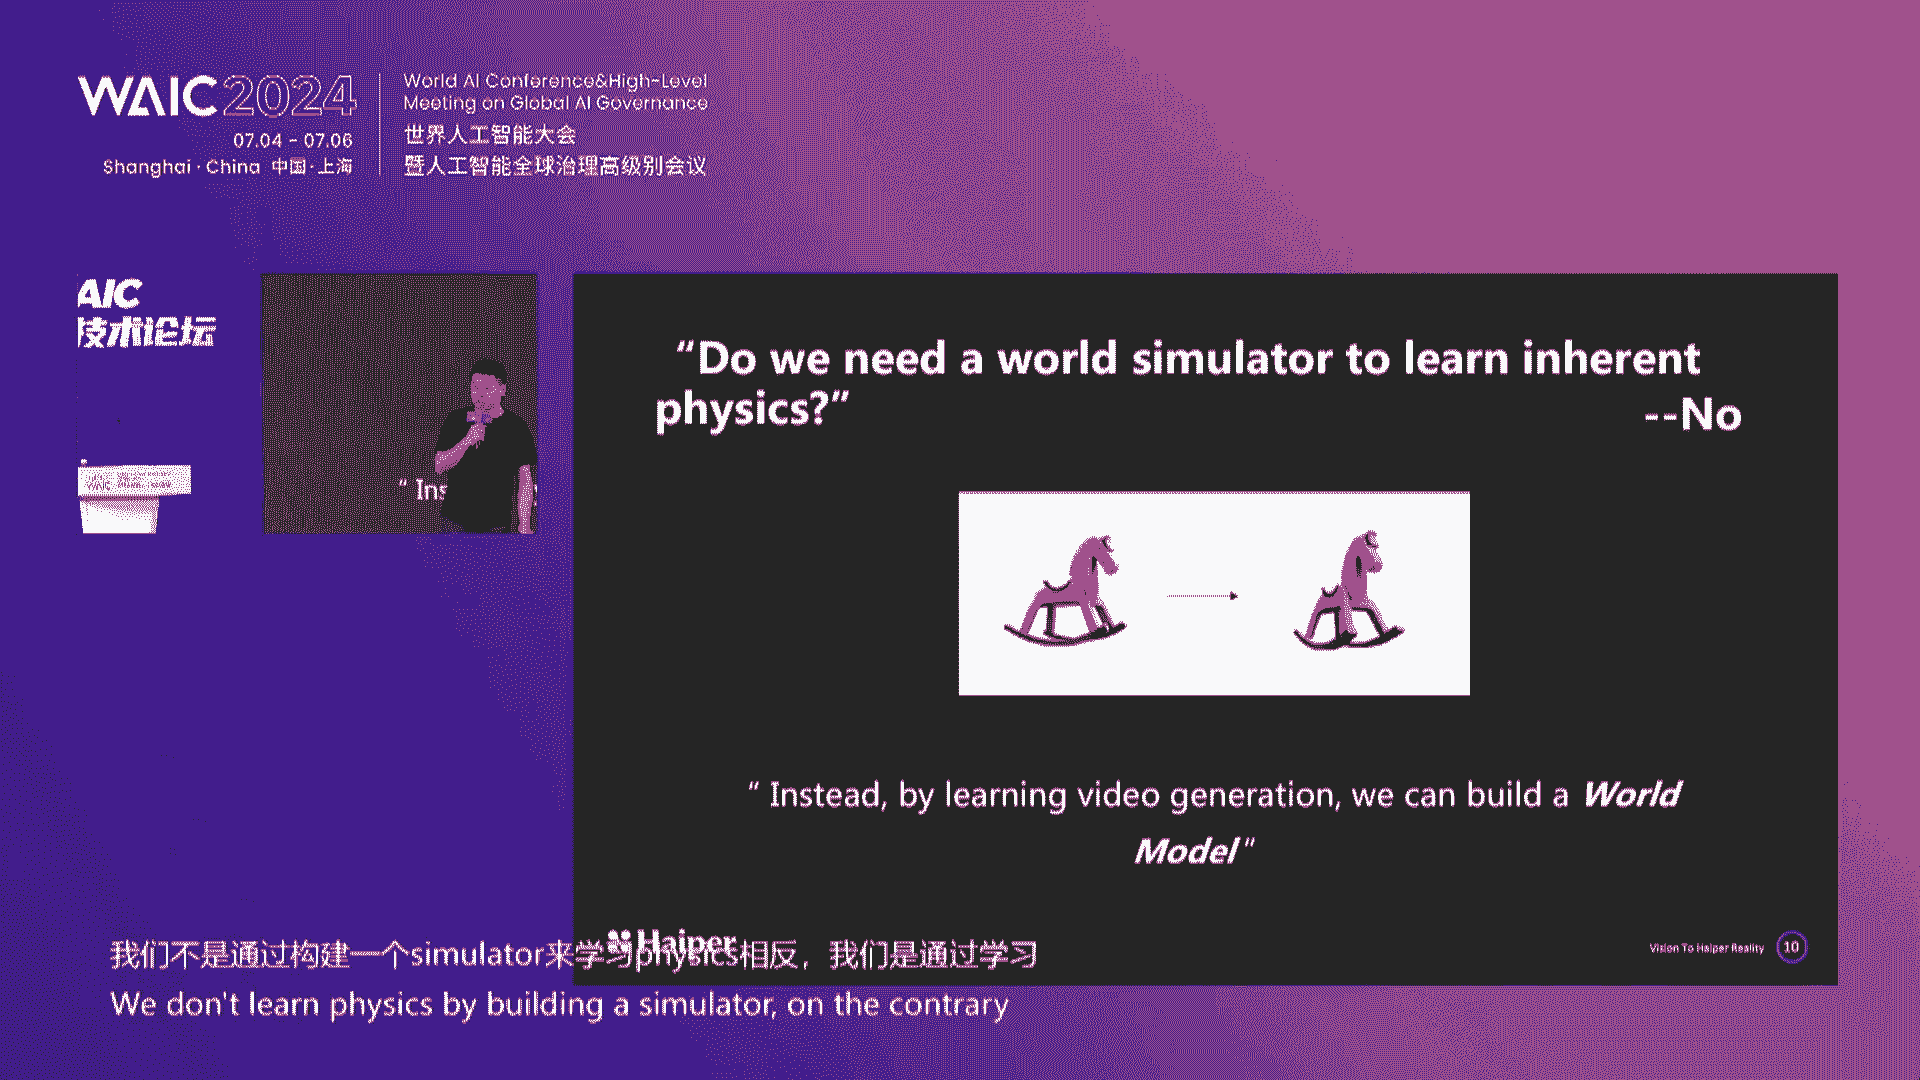 WAIC 2024
07.04 - 07.06
Shanghai · China 中国·上海
World AI Conference&High-Level
Meeting on Global AI Governance
世界人工智能大会
暨人工智能全球治理高级别会议
AIC
技术论坛
WAIC
“ Ins
“Do we need a world simulator to learn inherent
physics?”
--No
“ Instead, by learning video generation, we can build a World
Model”
Haiper
Vision To Haiper Reality 10
我们不是通过构建一个simulator来学习physics相反，我们是通过学习
We don't learn physics by building a simulator, on the contrary